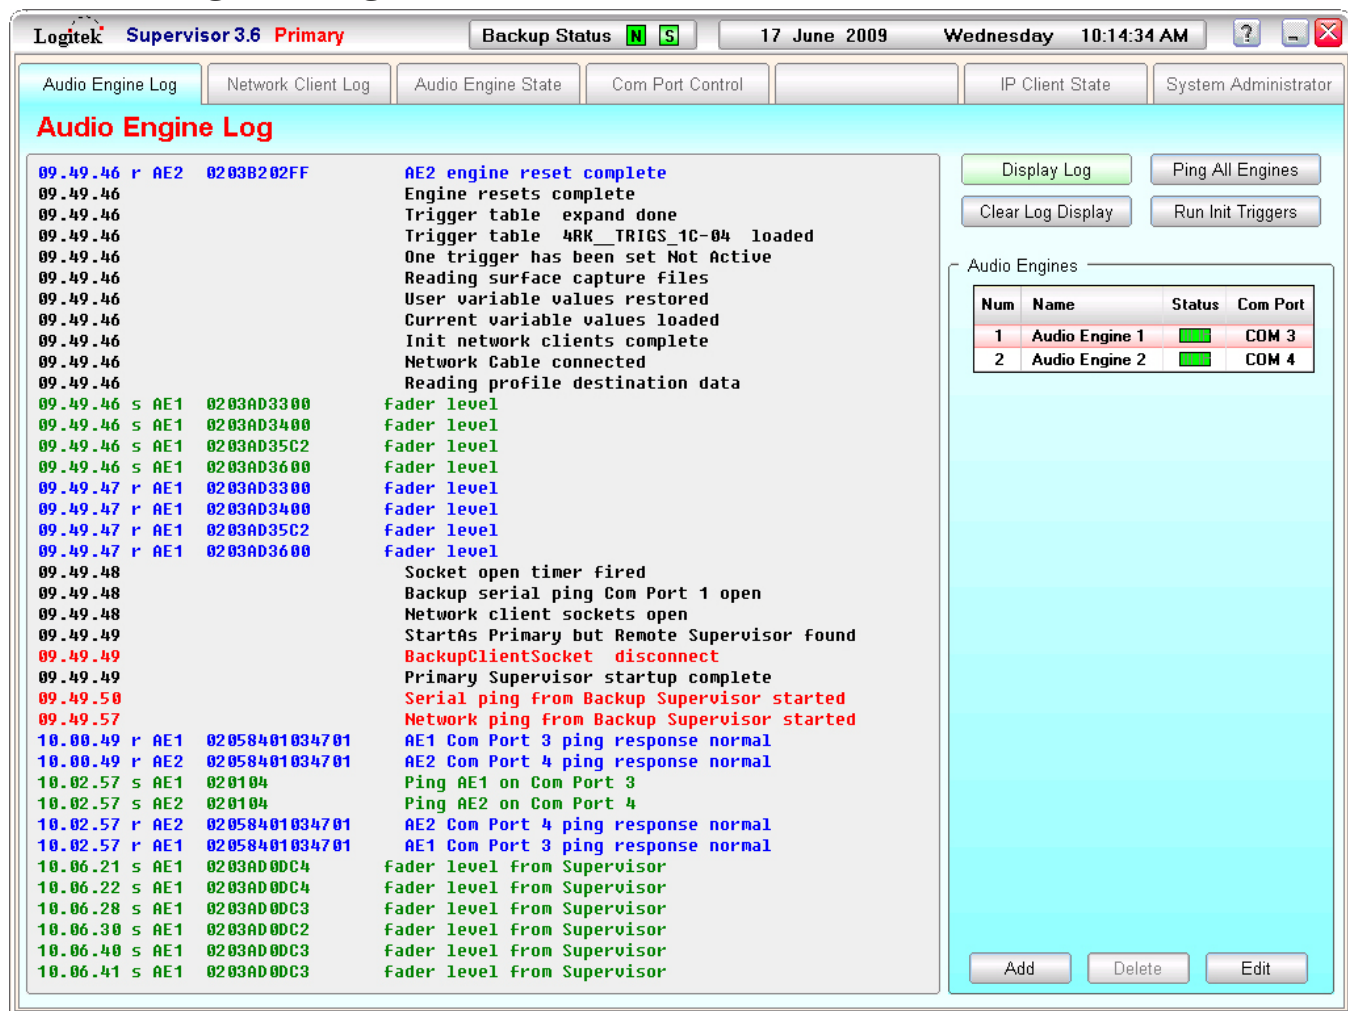 Logitek Supervisor 3.6 Primary Backup Status N S 17 June 2009 Wednesday 10:14:34 AM ?
Audio Engine Log Network Client Log Audio Engine State Com Port Control IP Client State System Administrator
Audio Engine Log
09.49.46 r AE2 0203B202FF AE2 engine reset complete
09.49.46 Engine resets complete
09.49.46 Trigger table expand done
09.49.46 Trigger table 4RK__TRIGS_1C-04 loaded
09.49.46 One trigger has been set Not Active
09.49.46 Reading surface capture files
09.49.46 User variable values restored
09.49.46 Current variable values loaded
09.49.46 Init network clients complete
09.49.46 Network Cable connected
09.49.46 Reading profile destination data
09.49.46 s AE1 0203AD3300 fader level
09.49.46 s AE1 0203AD3400 fader level
09.49.46 s AE1 0203AD35C2 fader level
09.49.46 s AE1 0203AD3600 fader level
09.49.47 r AE1 0203AD3300 fader level
09.49.47 r AE1 0203AD3400 fader level
09.49.47 r AE1 0203AD35C2 fader level
09.49.47 r AE1 0203AD3600 fader level
09.49.48 Socket open timer fired
09.49.48 Backup serial ping Com Port 1 open
09.49.48 Network client sockets open
09.49.49 StartAs Primary but Remote Supervisor found
09.49.49 BackupClientSocket disconnect
09.49.49 Primary Supervisor startup complete
09.49.50 Serial ping from Backup Supervisor started
09.49.57 Network ping from Backup Supervisor started
10.00.49 r AE1 02058401034701 AE1 Com Port 3 ping response normal
10.00.49 r AE2 02058401034701 AE2 Com Port 4 ping response normal
10.02.57 s AE1 020104 Ping AE1 on Com Port 3
10.02.57 s AE2 020104 Ping AE2 on Com Port 4
10.02.57 r AE2 02058401034701 AE2 Com Port 4 ping response normal
10.02.57 r AE1 02058401034701 AE1 Com Port 3 ping response normal
10.06.21 s AE1 0203AD0DC4 fader level from Supervisor
10.06.22 s AE1 0203AD0DC4 fader level from Supervisor
10.06.28 s AE1 0203AD0DC3 fader level from Supervisor
10.06.30 s AE1 0203AD0DC2 fader level from Supervisor
10.06.40 s AE1 0203AD0DC3 fader level from Supervisor
10.06.41 s AE1 0203AD0DC3 fader level from Supervisor
Display Log Ping All Engines
Clear Log Display Run Init Triggers
Audio Engines
Num Name Status Com Port
1 Audio Engine 1 COM 3
2 Audio Engine 2 COM 4
Add Delete Edit